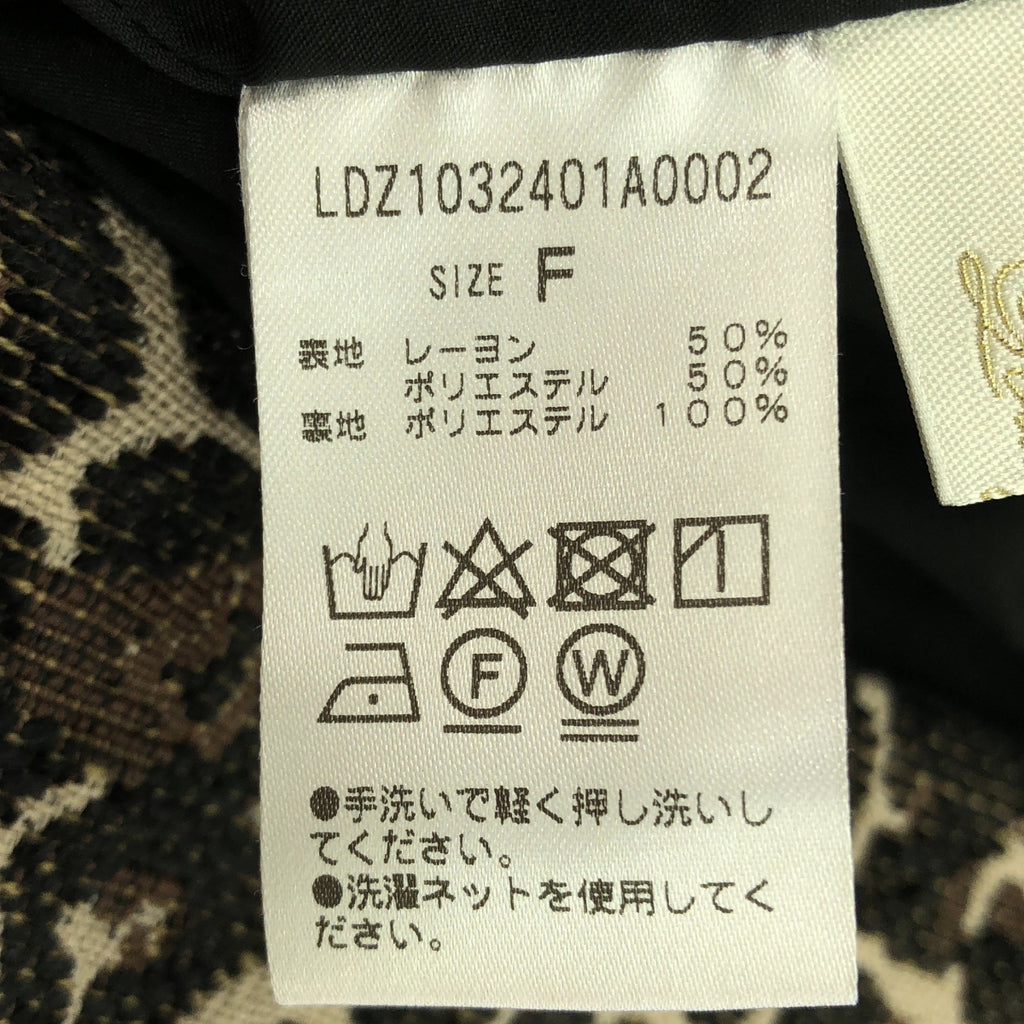 LDZ1032401A0002
SIZE F
表地 レーヨン 50%
ポリエステル 50%
裏地 ポリエステル 100%
F W
●手洗いで軽く押し洗いし
てください。
●洗濯ネットを使用してく
ださい。